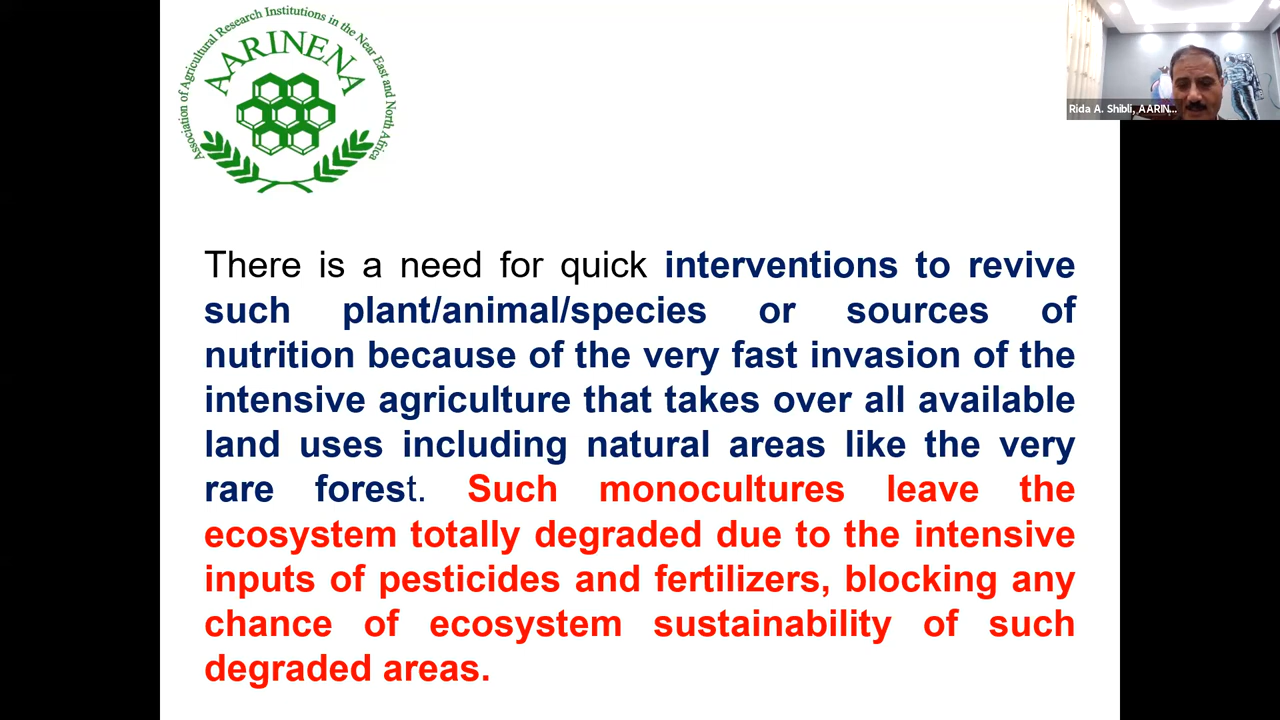 Association of Agricultural Research Institutions in the Near East and North Africa
AARINENA
Rida A. Shibli, AARIN...
There is a need for quick interventions to revive
such plant/animal/species or sources of
nutrition because of the very fast invasion of the
intensive agriculture that takes over all available
land uses including natural areas like the very
rare forest. Such monocultures leave the
ecosystem totally degraded due to the intensive
inputs of pesticides and fertilizers, blocking any
chance of ecosystem sustainability of such
degraded areas.